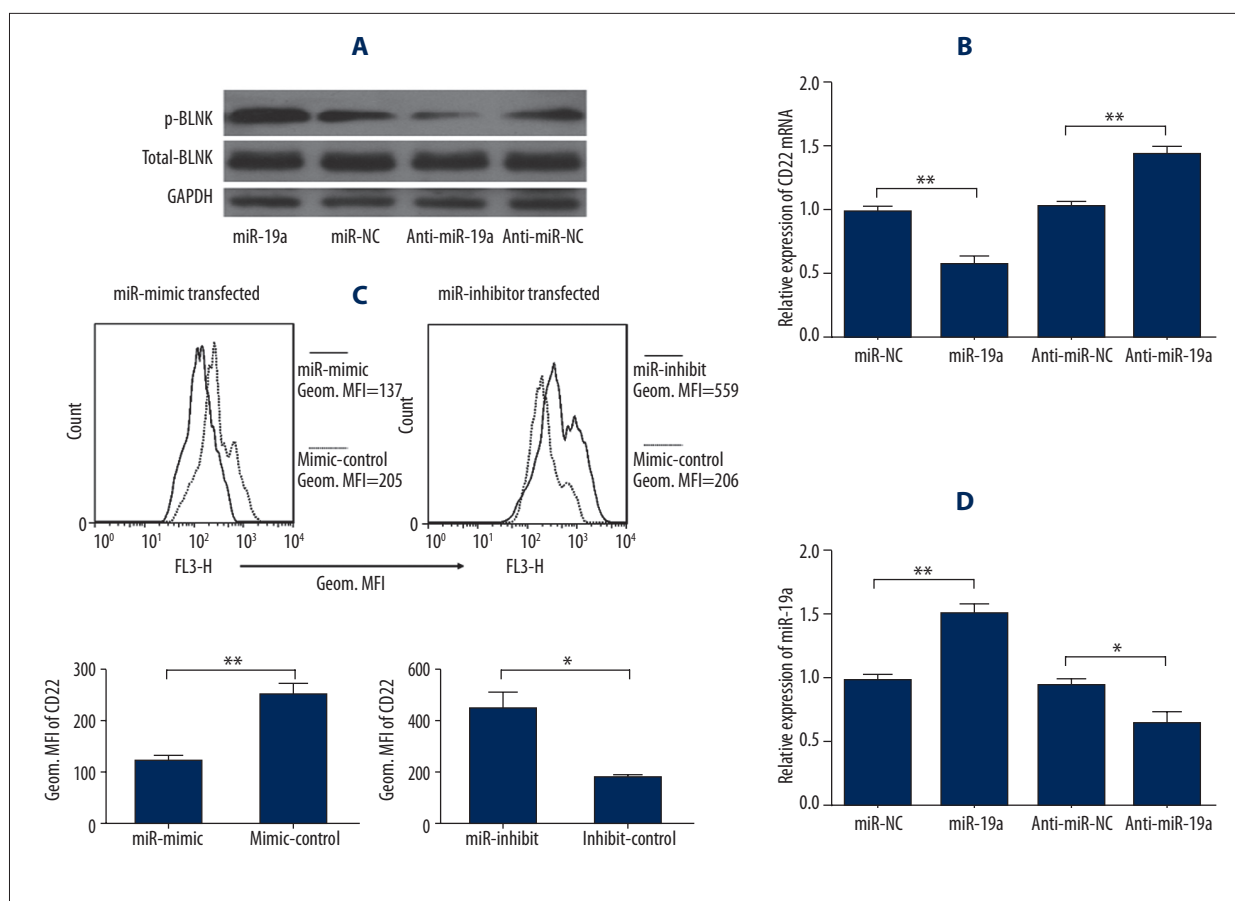 A
p-BLNK
Total-BLNK
GAPDH
miR-19a miR-NC Anti-miR-19a Anti-miR-NC
B
Relative expression of CD22 mRNA
2.0
1.5
1.0
0.5
0.0
**
**
miR-NC miR-19a Anti-miR-NC Anti-miR-19a
C
miR-mimic transfected
Count
0
10⁰ 10¹ 10² 10³ 10⁴
FL3-H
miR-mimic
Geom. MFI=137
Mimic-control
Geom. MFI=205
miR-inhibitor transfected
Count
0
10⁰ 10¹ 10² 10³ 10⁴
FL3-H
miR-inhibit
Geom. MFI=559
Mimic-control
Geom. MFI=206
Geom. MFI
Geom. MFI of CD22
300
200
100
0
**
miR-mimic Mimic-control
Geom. MFI of CD22
600
400
200
0
*
miR-inhibit Inhibit-control
D
Relative expression of miR-19a
2.0
1.5
1.0
0.5
0.0
**
*
miR-NC miR-19a Anti-miR-NC Anti-miR-19a